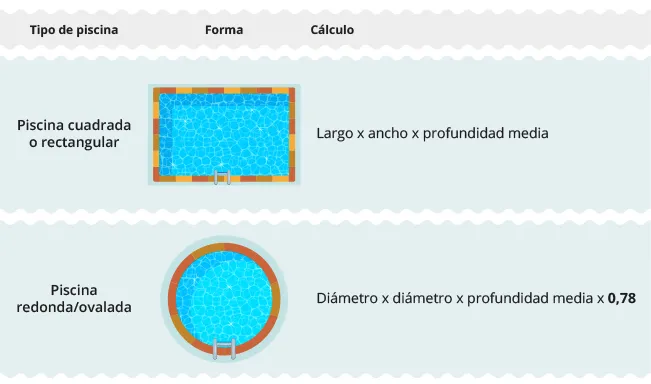 Tipo de piscina Forma Cálculo
Piscina cuadrada
o rectangular
Largo x ancho x profundidad media
Piscina
redonda/ovalada
Diámetro x diámetro x profundidad media x 0,78